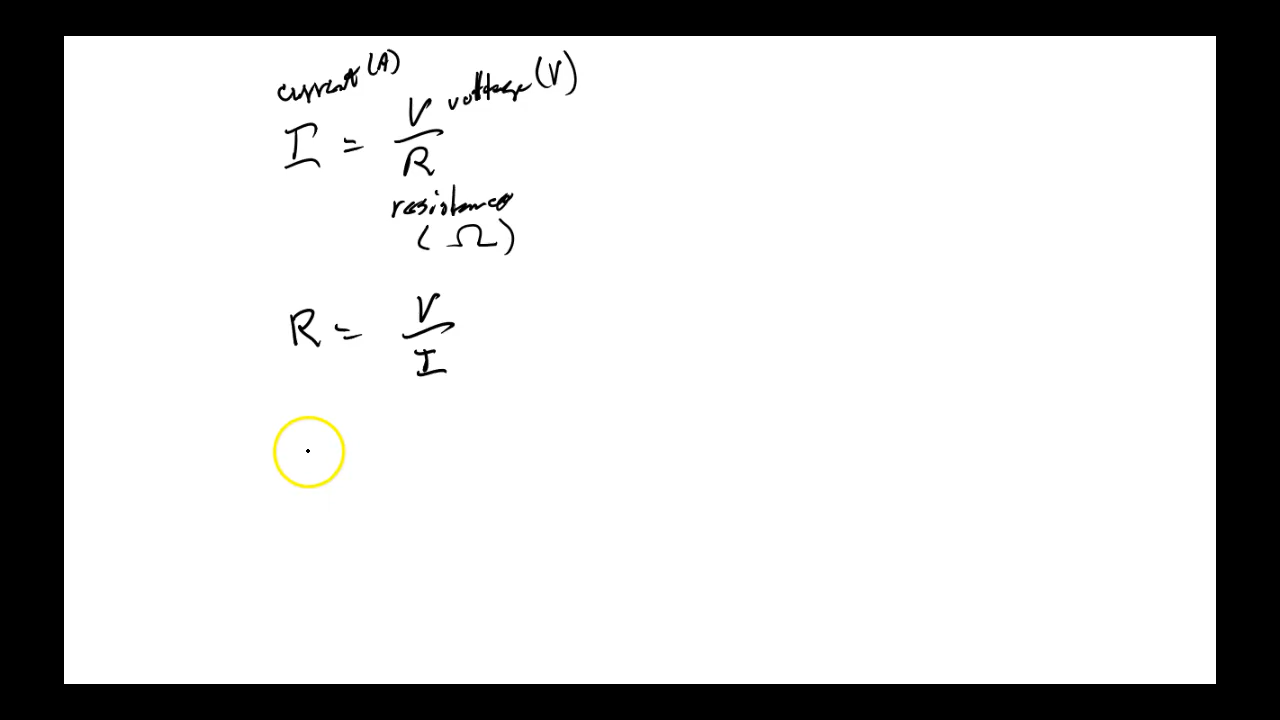 current (A)
I = V/R voltage (V)
resistance
(Ω)
R = V/I